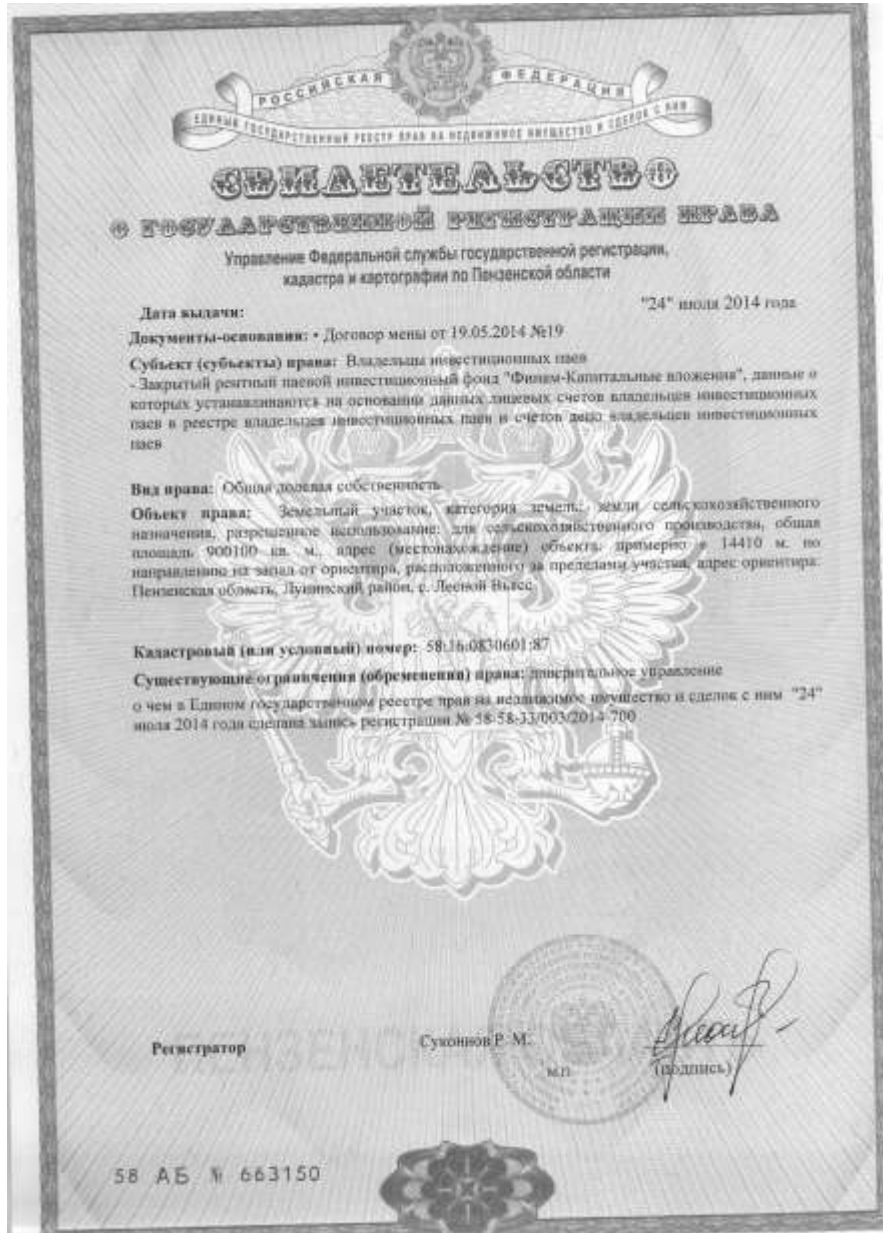 РОССИЙСКАЯ ФЕДЕРАЦИЯ
ЕДИНЫЙ ГОСУДАРСТВЕННЫЙ РЕЕСТР ПРАВ НА НЕДВИЖИМОЕ ИМУЩЕСТВО И СДЕЛОК С НИМ
СВИДЕТЕЛЬСТВО
О ГОСУДАРСТВЕННОЙ РЕГИСТРАЦИИ ПРАВА
Управление Федеральной службы государственной регистрации,
кадастра и картографии по Пензенской области
Дата выдачи: "24" июля 2014 года
Документы-основания: • Договор мены от 19.05.2014 №19
Субъект (субъекты) права: Владельцы инвестиционных паев
- Закрытый рентный паевой инвестиционный фонд "Финам-Капитальные вложения", данные о
которых устанавливаются на основании данных лицевых счетов владельцев инвестиционных
паев в реестре владельцев инвестиционных паев и счетов депо владельцев инвестиционных
паев
Вид права: Общая долевая собственность
Объект права: Земельный участок, категория земель: земли сельскохозяйственного
назначения, разрешенное использование: для сельскохозяйственного производства, общая
площадь 900100 кв. м., адрес (местонахождение) объекта: примерно в 14410 м. по
направлению на запад от ориентира, расположенного за пределами участка, адрес ориентира:
Пензенская область, Лунинский район, с. Лесной Вьясс
Кадастровый (или условный) номер: 58:16:0830601:87
Существующие ограничения (обременения) права: доверительное управление
о чем в Едином государственном реестре прав на недвижимое имущество и сделок с ним "24"
июля 2014 года сделана запись регистрации № 58-58-33/003/2014-700
Регистратор Суконнов Р. М.
м.п. (подпись)
58 АБ № 663150